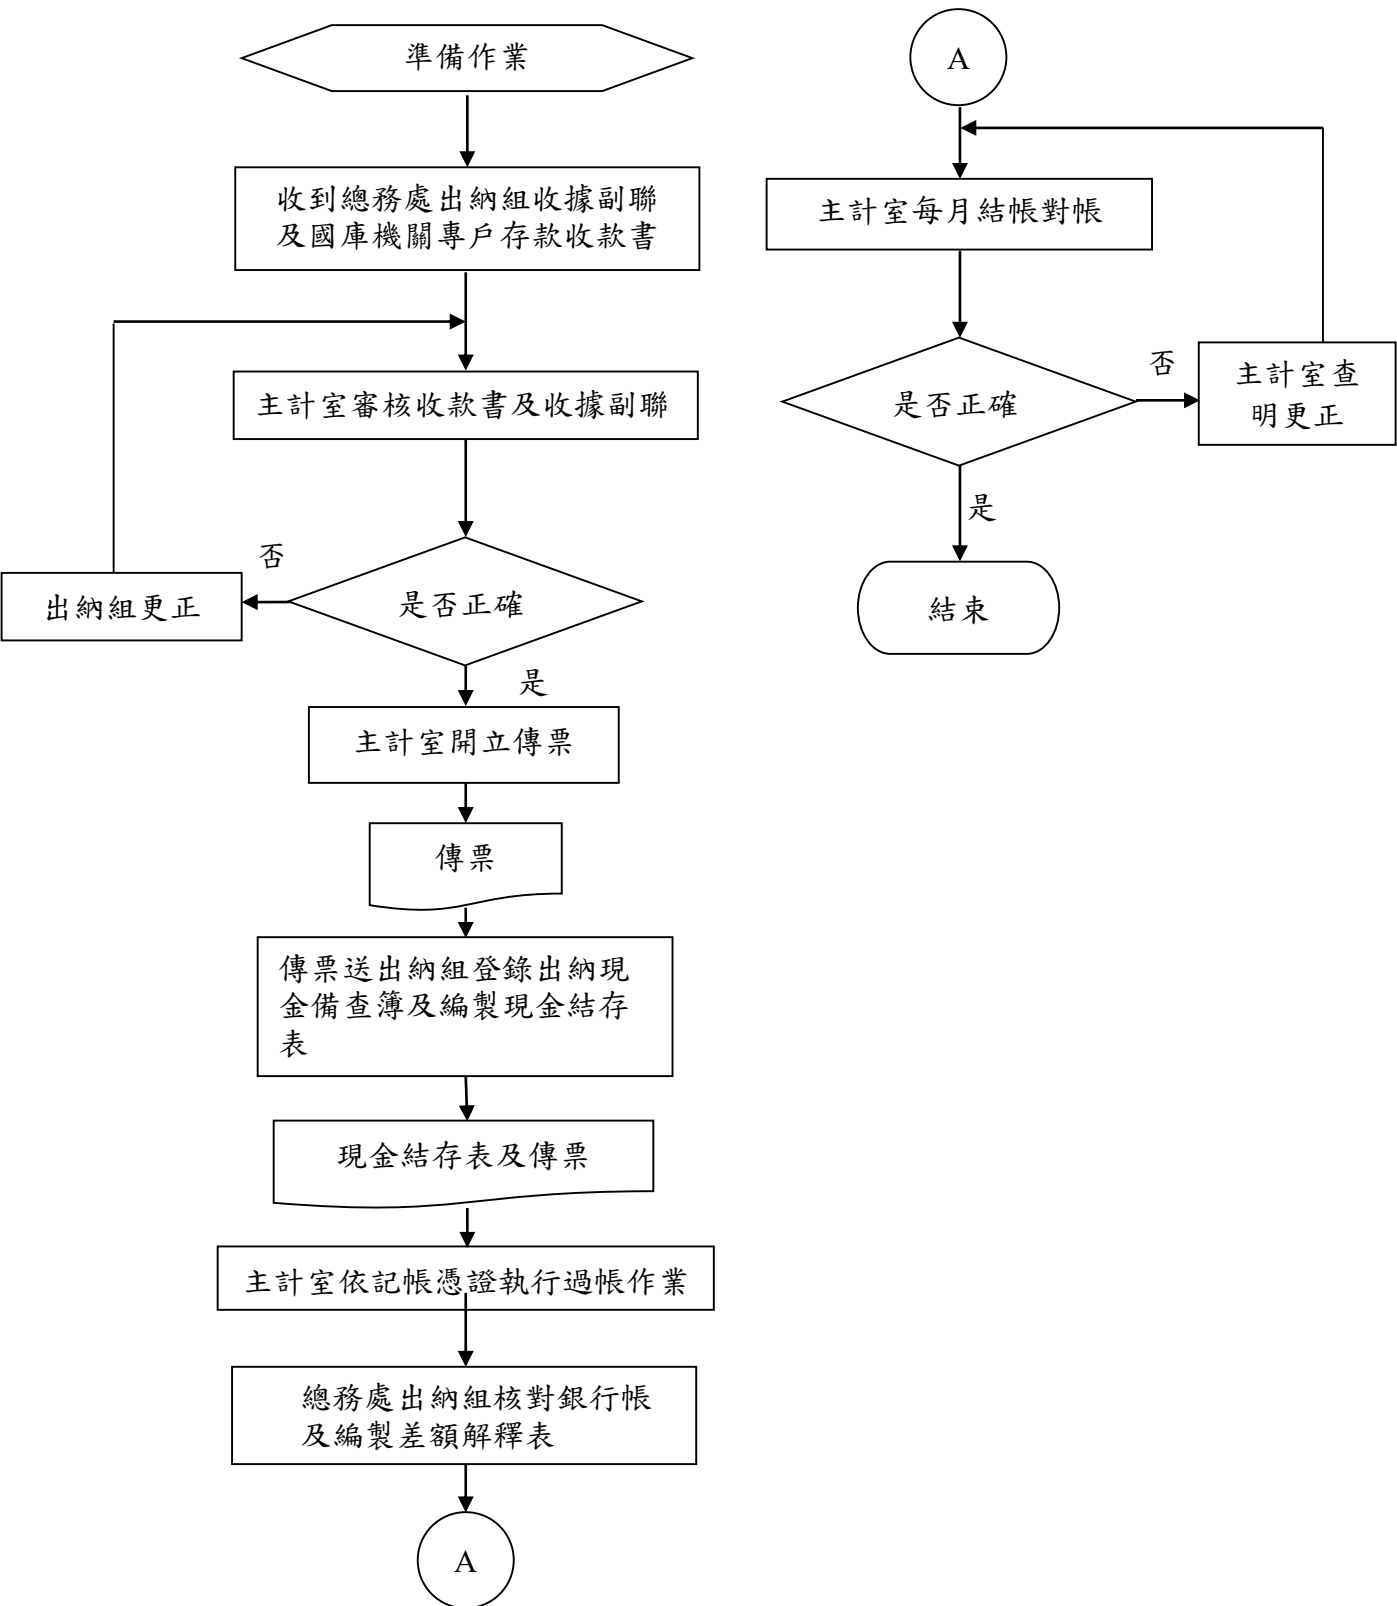 準備作業
收到總務處出納組收據副聯
及國庫機關專戶存款收款書
主計室審核收款書及收據副聯
否
出納組更正
是否正確
是
主計室開立傳票
傳票
傳票送出納組登錄出納現
金備查簿及編製現金結存
表
現金結存表及傳票
主計室依記帳憑證執行過帳作業
總務處出納組核對銀行帳
及編製差額解釋表
A
A
主計室每月結帳對帳
是否正確
否
主計室查
明更正
是
結束